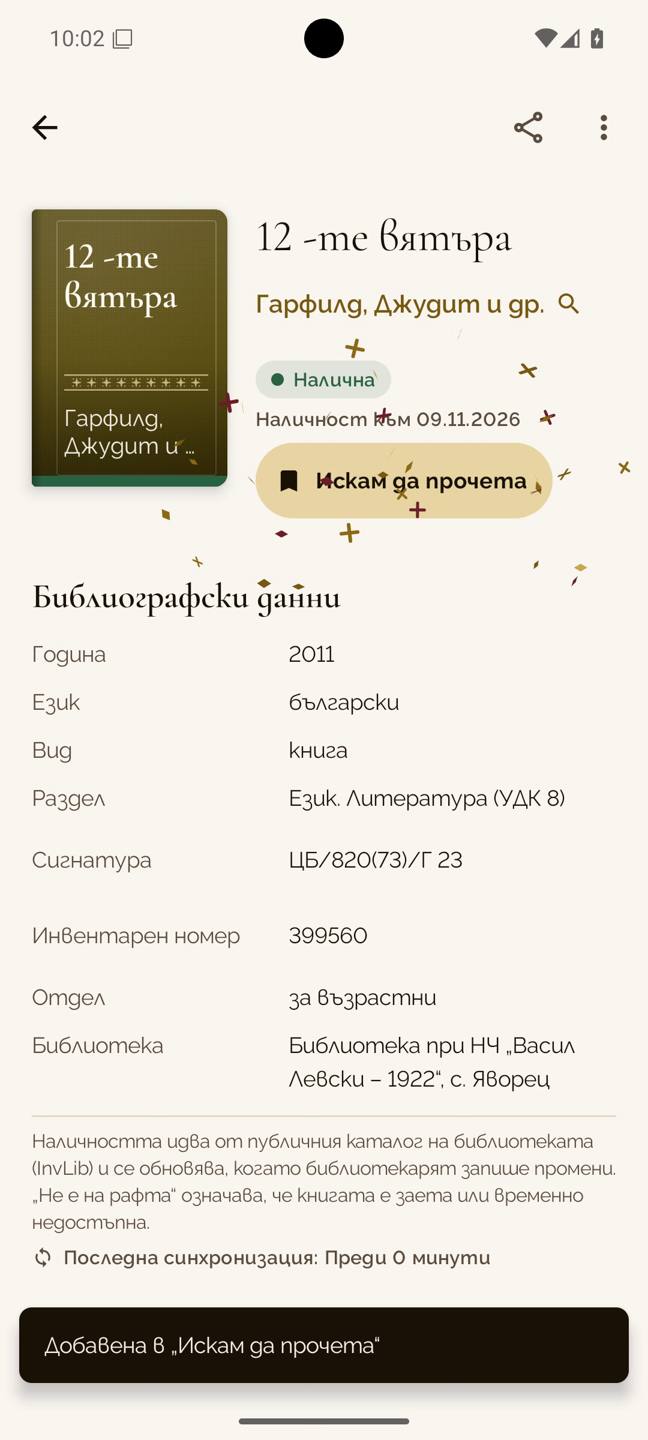 10:02
12 -те
вятъра
Гарфилд,
Джудит и ...
12 -те вятъра
Гарфилд, Джудит и др.
Налична
Наличност към 09.11.2026
Искам да прочета
Библиографски данни
Година 2011
Език български
Вид книга
Раздел Език. Литература (УДК 8)
Сигнатура ЦБ/820(73)/Г 23
Инвентарен номер 399560
Отдел за възрастни
Библиотека Библиотека при НЧ „Васил
Левски – 1922“, с. Яворец
Наличността идва от публичния каталог на библиотеката
(InvLib) и се обновява, когато библиотекарят запише промени.
„Не е на рафта“ означава, че книгата е заета или временно
недостъпна.
Последна синхронизация: Преди 0 минути
Добавена в „Искам да прочета“